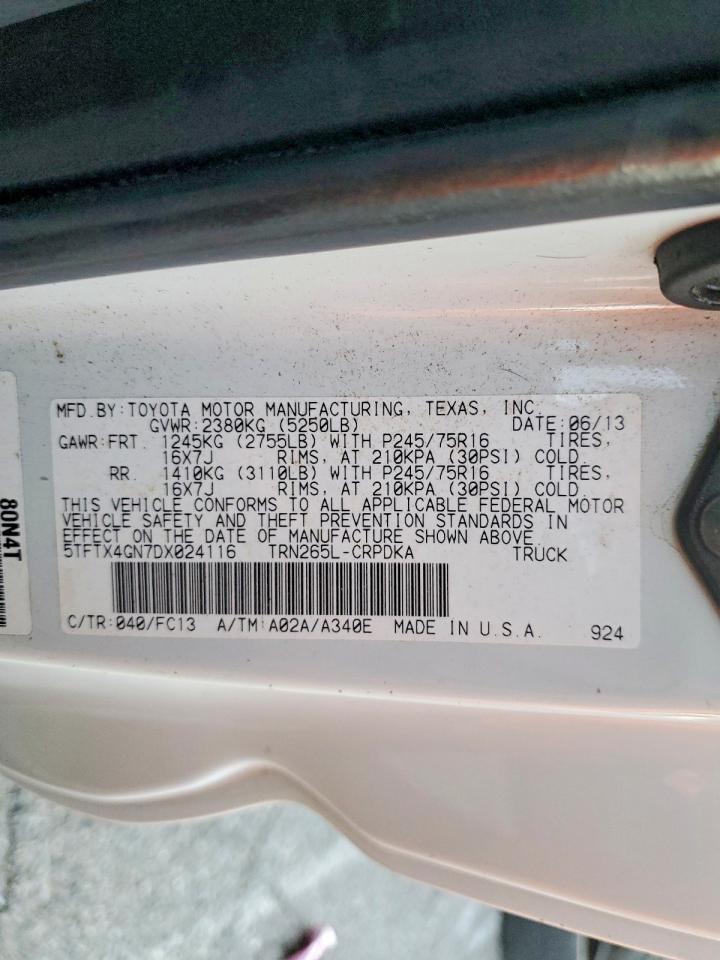 MFD.BY:TOYOTA MOTOR MANUFACTURING, TEXAS, INC.
GVWR:2380KG (5250LB) DATE:06/13
GAWR:FRT. 1245KG (2755LB) WITH P245/75R16 TIRES,
16X7J RIMS, AT 210KPA (30PSI) COLD.
RR. 1410KG (3110LB) WITH P245/75R16 TIRES,
16X7J RIMS, AT 210KPA (30PSI) COLD.
THIS VEHICLE CONFORMS TO ALL APPLICABLE FEDERAL MOTOR
VEHICLE SAFETY AND THEFT PREVENTION STANDARDS IN
EFFECT ON THE DATE OF MANUFACTURE SHOWN ABOVE.
5TFTX4GN7DX024116 TRN265L-CRPDKA TRUCK
C/TR:040/FC13 A/TM:A02A/A340E MADE IN U.S.A. 924
80N4T